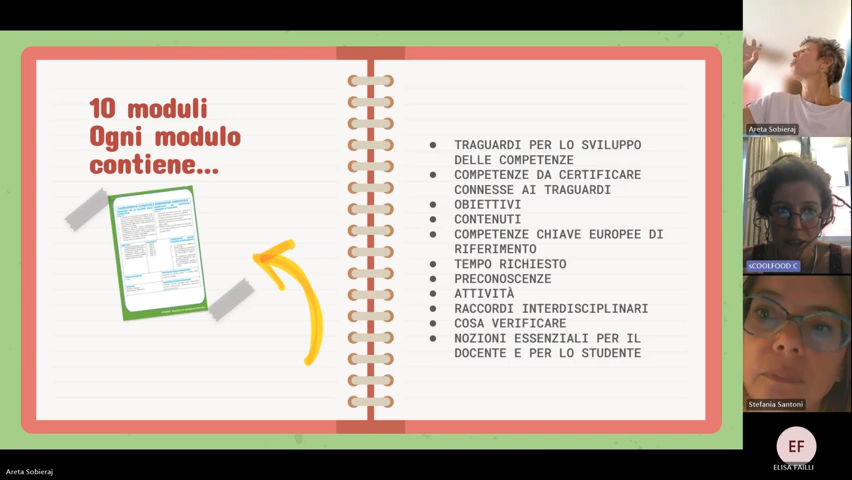 10 moduli
Ogni modulo
contiene...
TRAGUARDI PER LO SVILUPPO
DELLE COMPETENZE
COMPETENZE DA CERTIFICARE
CONNESSE AI TRAGUARDI
OBIETTIVI
CONTENUTI
COMPETENZE CHIAVE EUROPEE DI
RIFERIMENTO
TEMPO RICHIESTO
PRECONOSCENZE
ATTIVITÀ
RACCORDI INTERDISCIPLINARI
COSA VERIFICARE
NOZIONI ESSENZIALI PER IL
DOCENTE E PER LO STUDENTE
Areta Sobieraj
sCOOLFOOD C
Stefania Santoni
EF
ELISA FAILLI
Areta Sobieraj